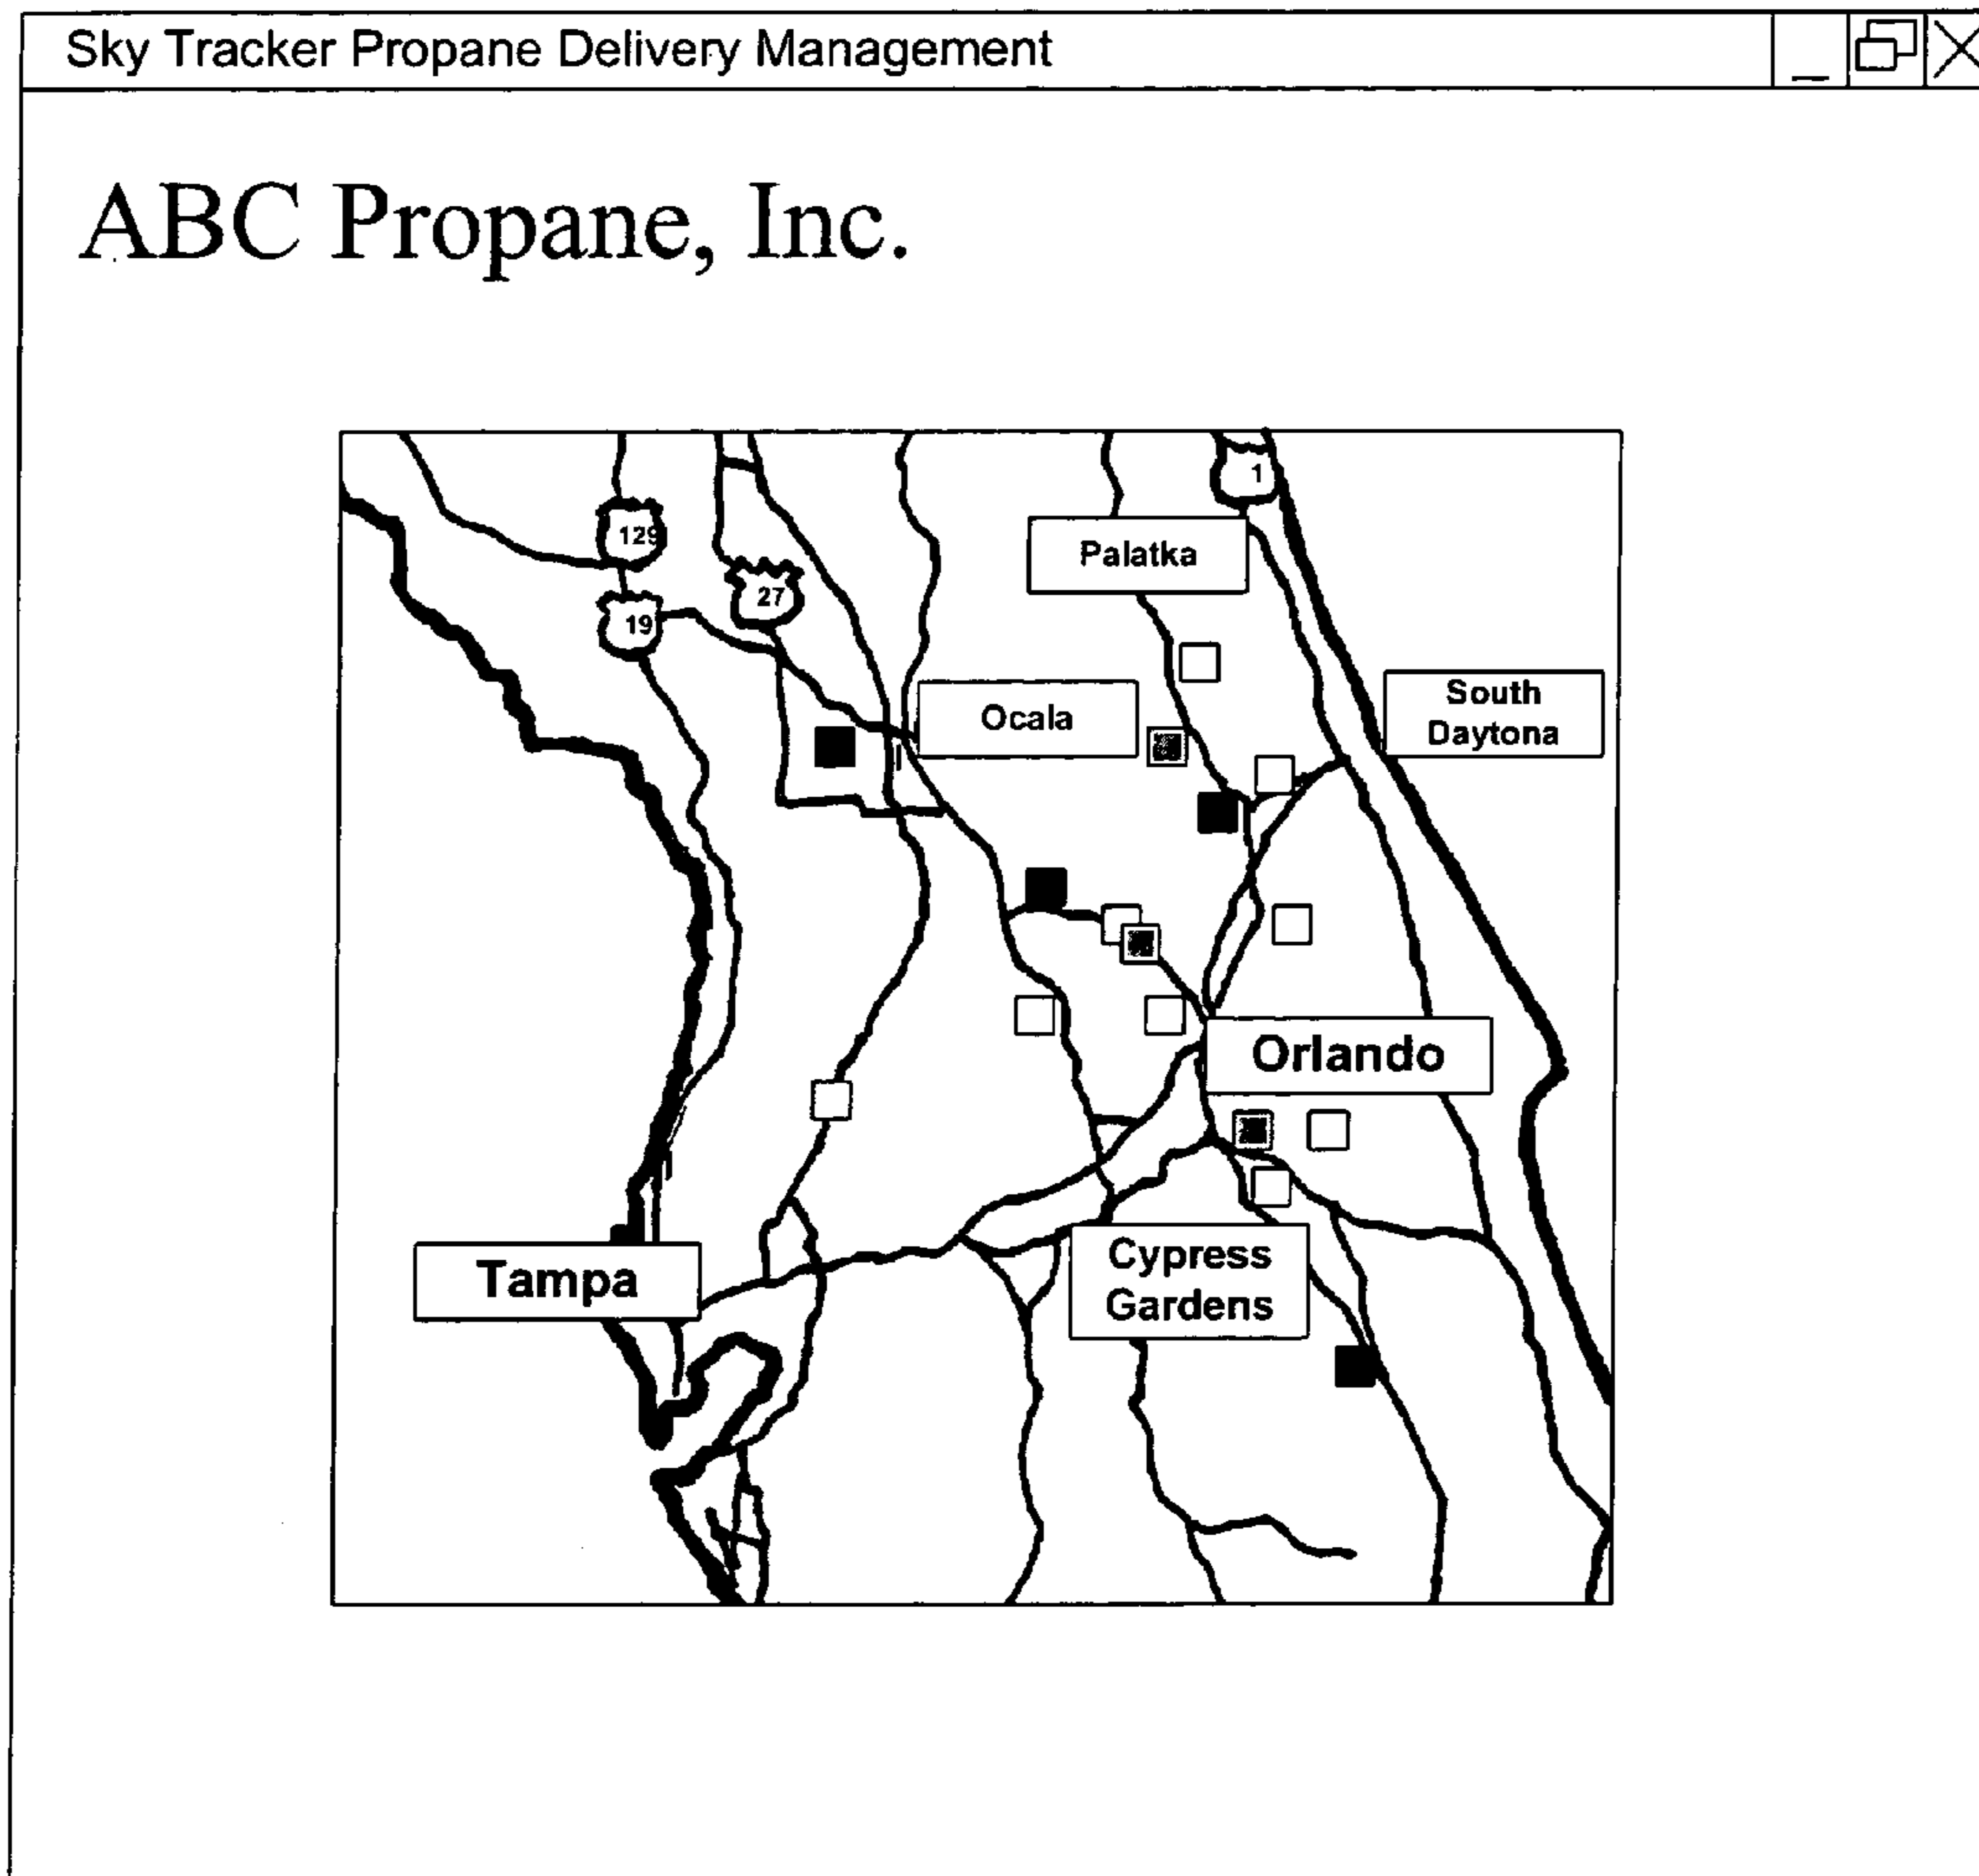 Sky Tracker Propane Delivery Management
ABC Propane, Inc.
1
129
Palatka
27
19
South
Daytona
Ocala
Orlando
Cypress
Gardens
Tampa